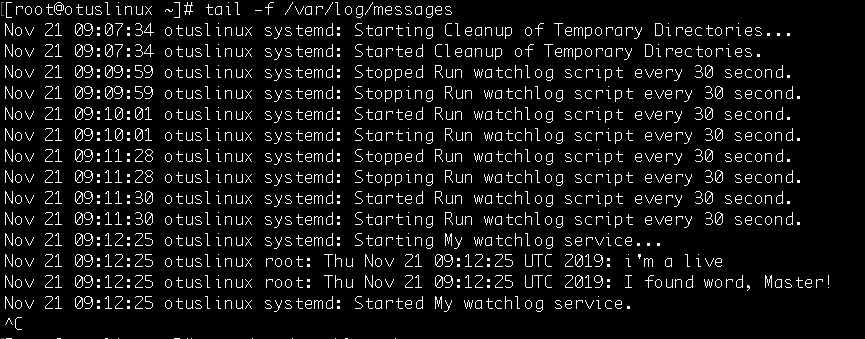 [root@otuslinux ~]# tail -f /var/log/messages
Nov 21 09:07:34 otuslinux systemd: Starting Cleanup of Temporary Directories...
Nov 21 09:07:34 otuslinux systemd: Started Cleanup of Temporary Directories.
Nov 21 09:09:59 otuslinux systemd: Stopped Run watchlog script every 30 second.
Nov 21 09:09:59 otuslinux systemd: Stopping Run watchlog script every 30 second.
Nov 21 09:10:01 otuslinux systemd: Started Run watchlog script every 30 second.
Nov 21 09:10:01 otuslinux systemd: Starting Run watchlog script every 30 second.
Nov 21 09:11:28 otuslinux systemd: Stopped Run watchlog script every 30 second.
Nov 21 09:11:28 otuslinux systemd: Stopping Run watchlog script every 30 second.
Nov 21 09:11:30 otuslinux systemd: Started Run watchlog script every 30 second.
Nov 21 09:11:30 otuslinux systemd: Starting Run watchlog script every 30 second.
Nov 21 09:12:25 otuslinux systemd: Starting My watchlog service...
Nov 21 09:12:25 otuslinux root: Thu Nov 21 09:12:25 UTC 2019: i'm a live
Nov 21 09:12:25 otuslinux root: Thu Nov 21 09:12:25 UTC 2019: I found word, Master!
Nov 21 09:12:25 otuslinux systemd: Started My watchlog service.
^C